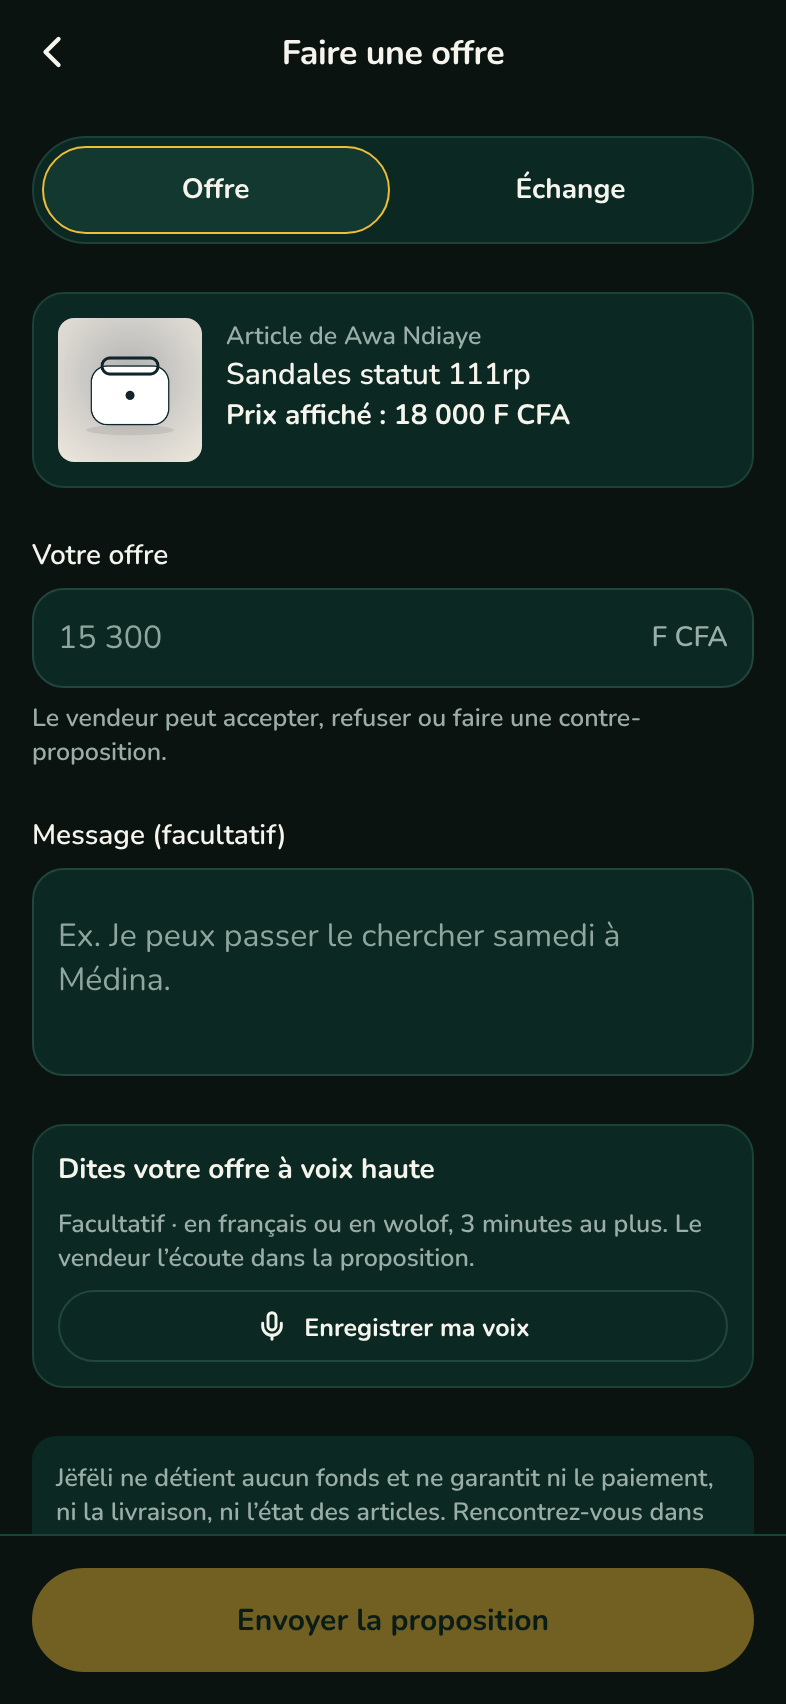 Faire une offre
Offre
Échange
Article de Awa Ndiaye
Sandales statut 111rp
Prix affiché : 18 000 F CFA
Votre offre
15 300
F CFA
Le vendeur peut accepter, refuser ou faire une contre-
proposition.
Message (facultatif)
Ex. Je peux passer le chercher samedi à
Médina.
Dites votre offre à voix haute
Facultatif · en français ou en wolof, 3 minutes au plus. Le
vendeur l’écoute dans la proposition.
Enregistrer ma voix
Jëfëli ne détient aucun fonds et ne garantit ni le paiement,
ni la livraison, ni l’état des articles. Rencontrez-vous dans
Envoyer la proposition